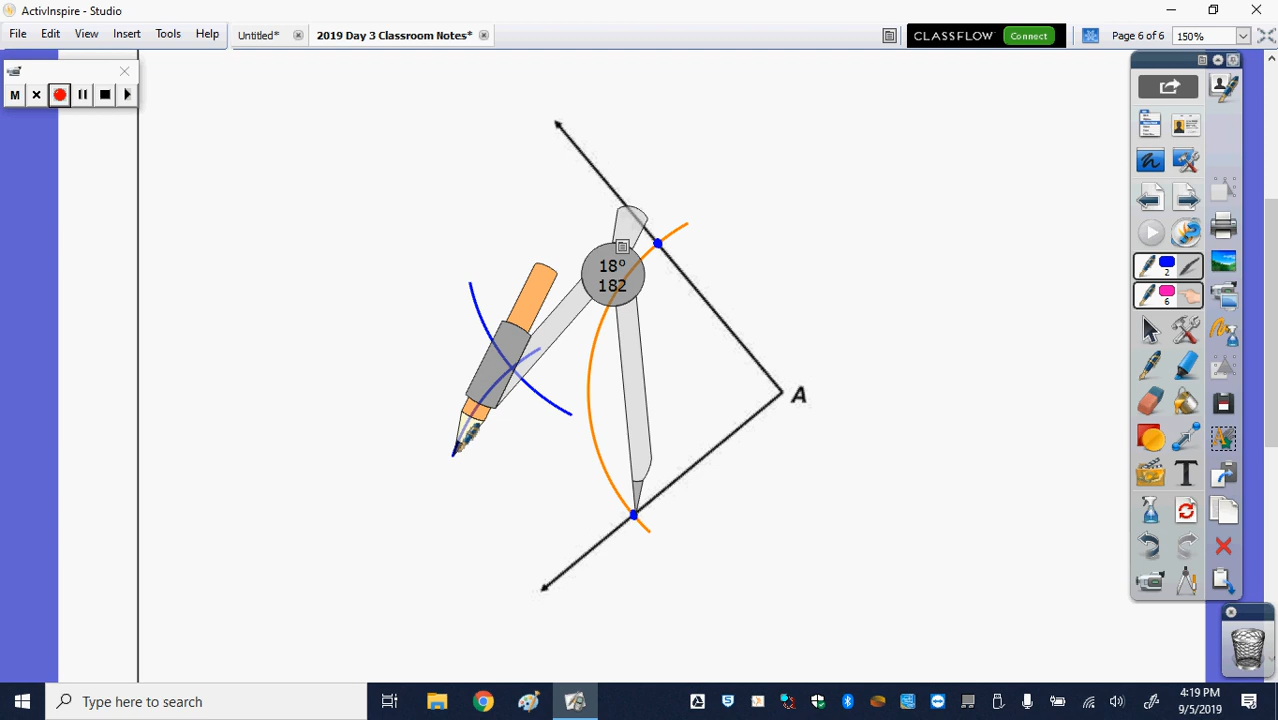 ActivInspire - Studio
File Edit View Insert Tools Help
Untitled*
2019 Day 3 Classroom Notes*
CLASSFLOW Connect
Page 6 of 6
150%
M
2
6
T
18°
182
A
Type here to search
4:19 PM
9/5/2019